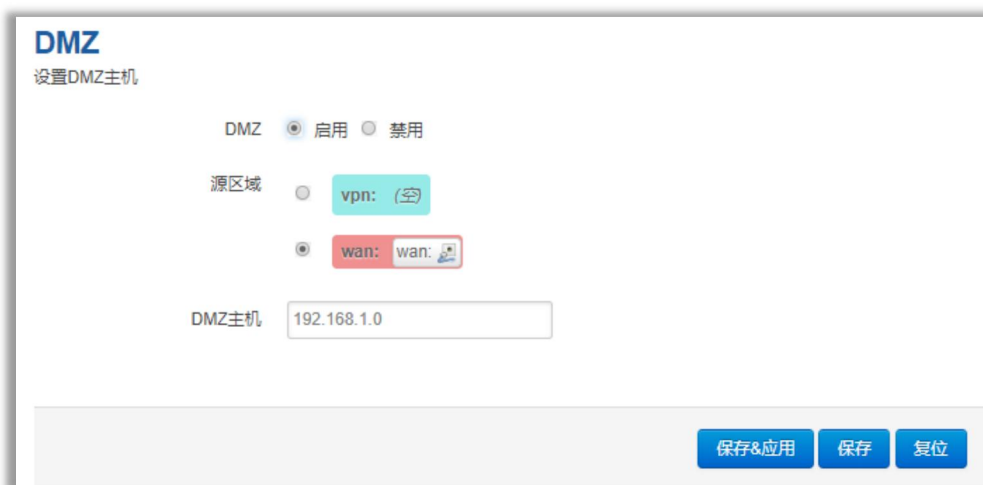 DMZ
设置DMZ主机
DMZ 启用 禁用
源区域 vpn: (空)
wan: wan:
DMZ主机 192.168.1.0
保存&应用 保存 复位